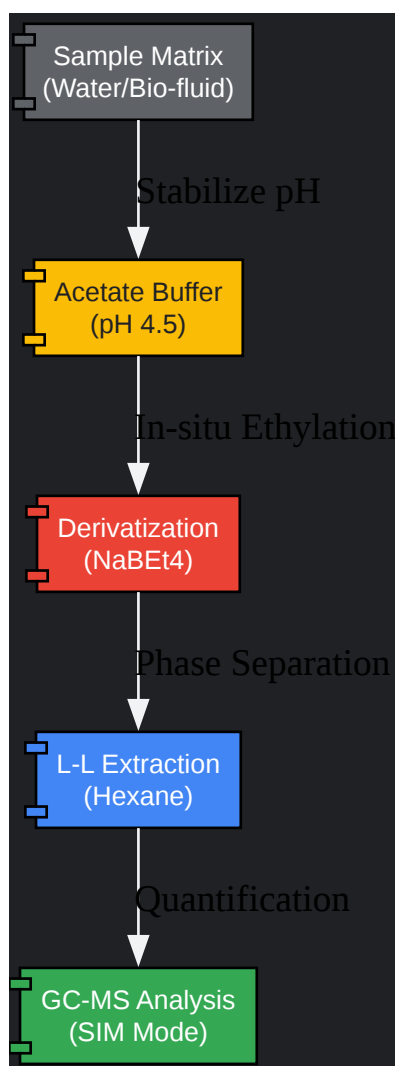 Sample Matrix
(Water/Bio-fluid)
Stabilize pH
Acetate Buffer
(pH 4.5)
In-situ Ethylation
Derivatization
(NaBEt4)
Phase Separation
L-L Extraction
(Hexane)
Quantification
GC-MS Analysis
(SIM Mode)